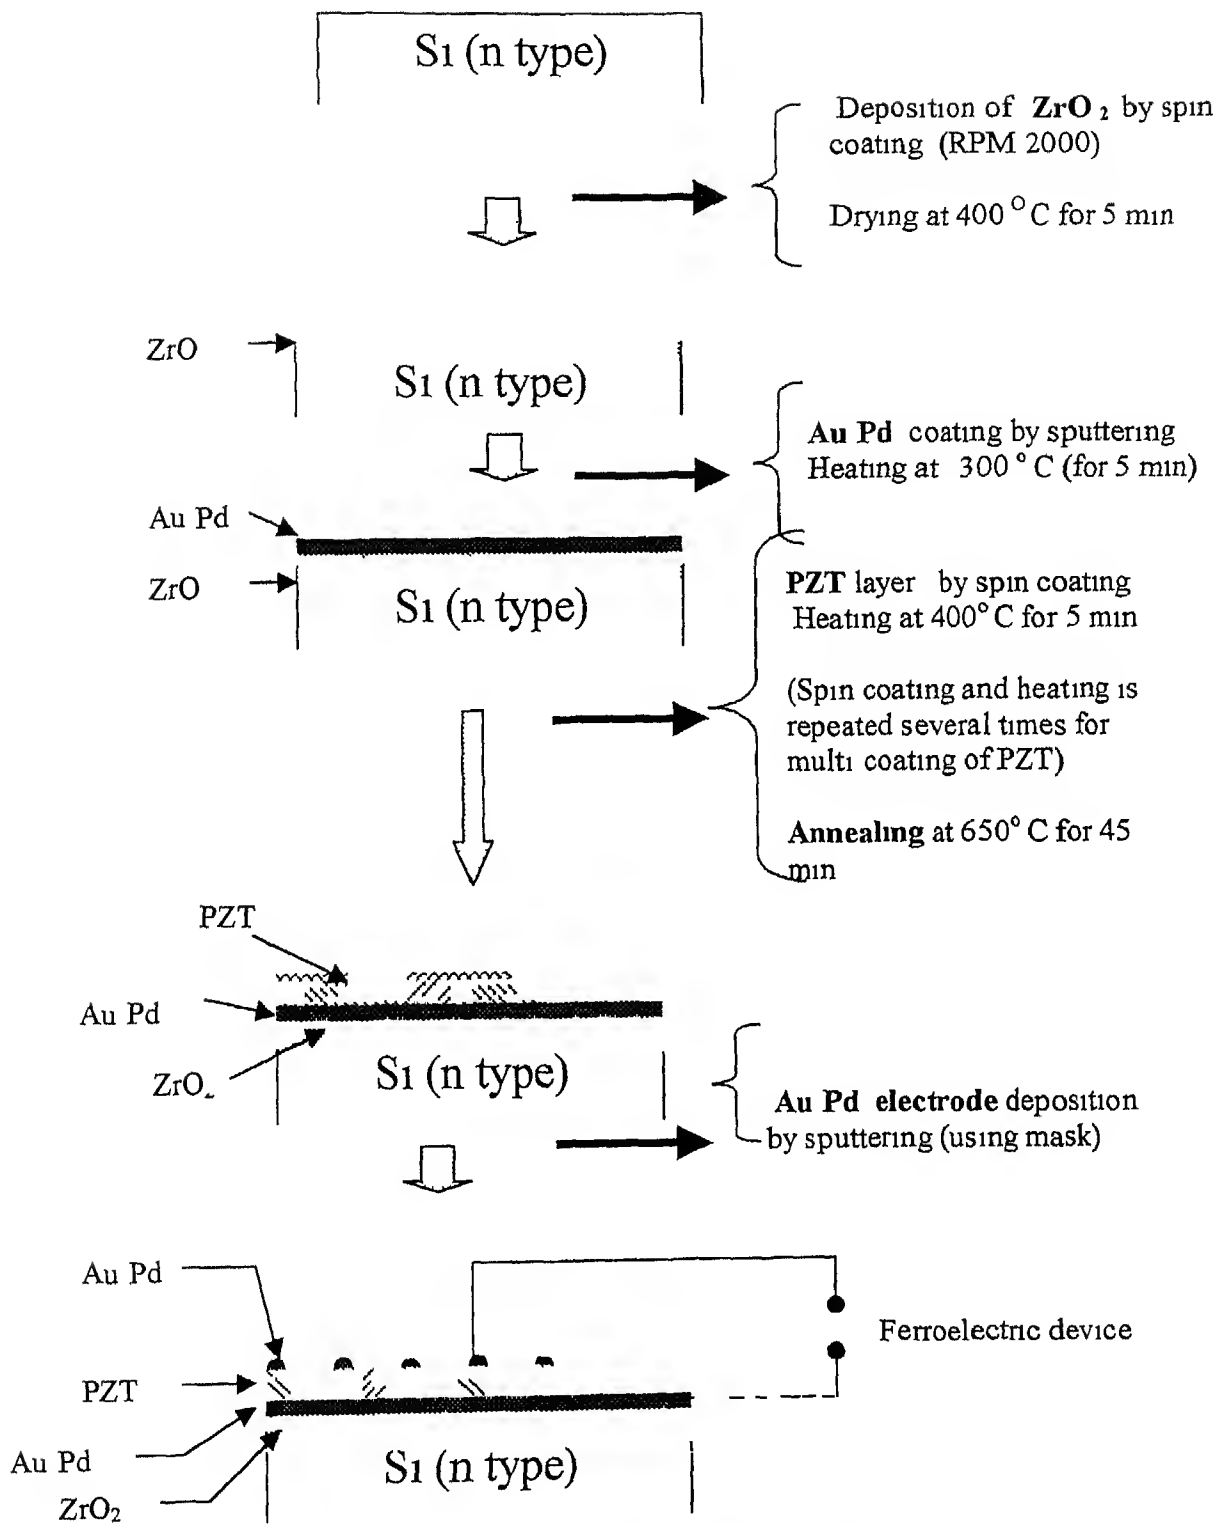 Si (n type)
Deposition of ZrO 2 by spin
coating (RPM 2000)
Drying at 400 °C for 5 min
ZrO
Si (n type)
Au Pd coating by sputtering
Heating at 300 ° C (for 5 min)
Au Pd
ZrO
Si (n type)
PZT layer by spin coating
Heating at 400° C for 5 min
(Spin coating and heating is
repeated several times for
multi coating of PZT)
Annealing at 650° C for 45
min
PZT
Au Pd
ZrO
Si (n type)
Au Pd electrode deposition
by sputtering (using mask)
Au Pd
Ferroelectric device
PZT
Au Pd
Si (n type)
ZrO2